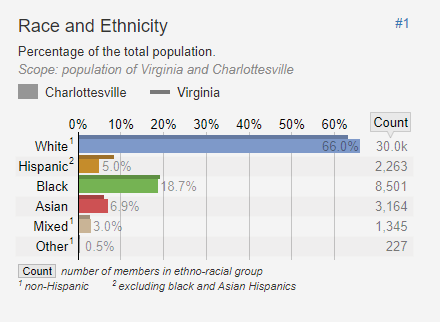 Race and Ethnicity #1
Percentage of the total population.
Scope: population of Virginia and Charlottesville
Charlottesville Virginia
0% 10% 20% 30% 40% 50% 60% Count
White¹ 66.0% 30.0k
Hispanic² 5.0% 2,263
Black 18.7% 8,501
Asian 6.9% 3,164
Mixed¹ 3.0% 1,345
Other¹ 0.5% 227
Count number of members in ethno-racial group
¹ non-Hispanic ² excluding black and Asian Hispanics